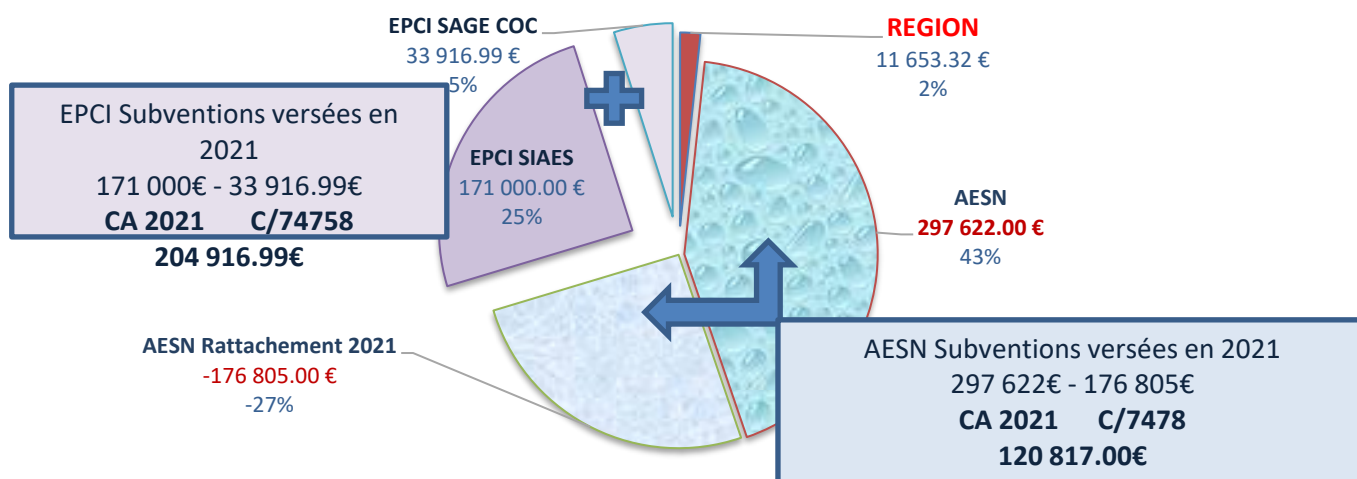 EPCI SAGE COC
33 916.99 €
5%
REGION
11 653.32 €
2%
EPCI Subventions versées en
2021
171 000€ - 33 916.99€
CA 2021 C/74758
204 916.99€
EPCI SIAES
171 000.00 €
25%
AESN
297 622.00 €
43%
AESN Rattachement 2021
-176 805.00 €
-27%
AESN Subventions versées en 2021
297 622€ - 176 805€
CA 2021 C/7478
120 817.00€